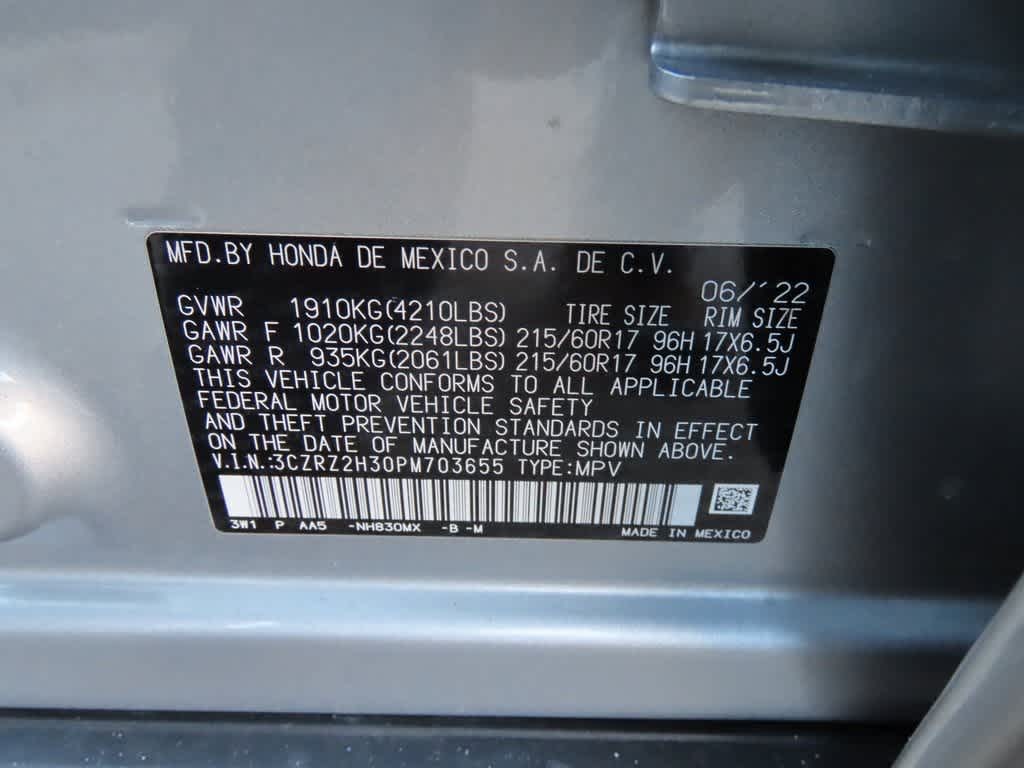 MFD.BY HONDA DE MEXICO S.A. DE C.V.
06/'22
GVWR 1910KG(4210LBS) TIRE SIZE RIM SIZE
GAWR F 1020KG(2248LBS) 215/60R17 96H 17X6.5J
GAWR R 935KG(2061LBS) 215/60R17 96H 17X6.5J
THIS VEHICLE CONFORMS TO ALL APPLICABLE
FEDERAL MOTOR VEHICLE SAFETY
AND THEFT PREVENTION STANDARDS IN EFFECT
ON THE DATE OF MANUFACTURE SHOWN ABOVE.
V.I.N.:3CZRZ2H30PM703655 TYPE:MPV
3W1 P AA5 -NH830MX -B -M
MADE IN MEXICO